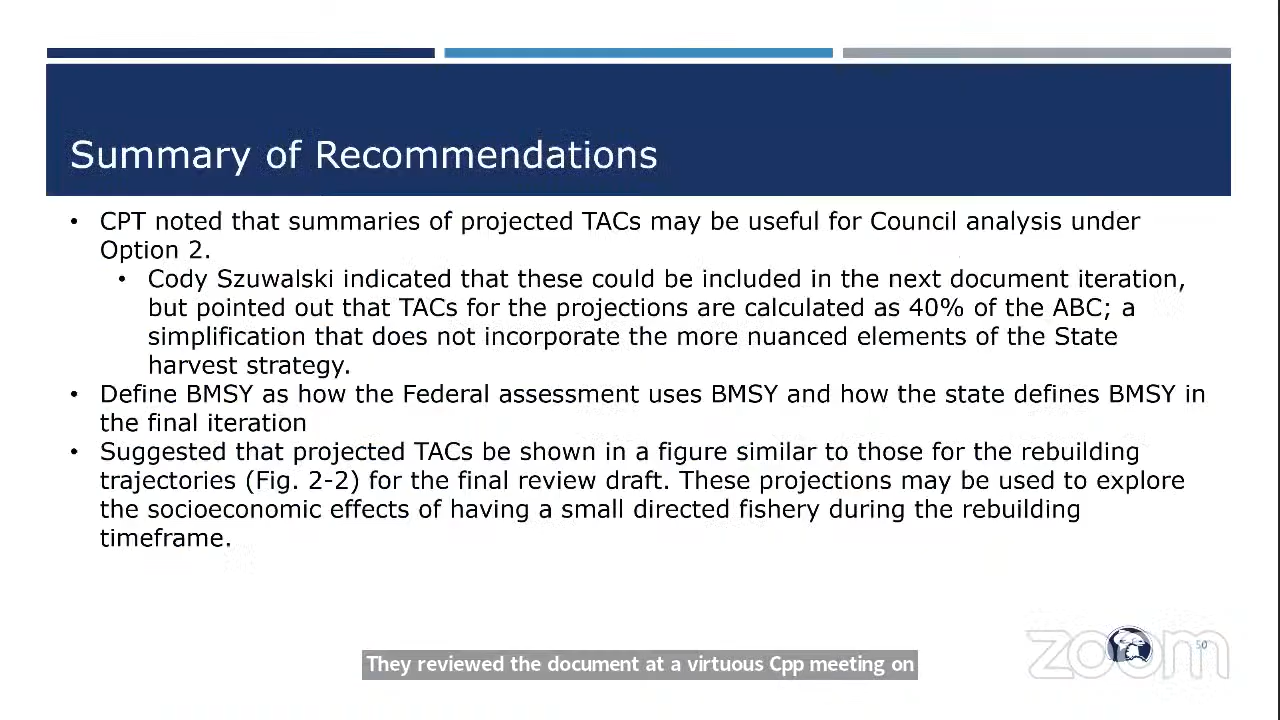 Summary of Recommendations
• CPT noted that summaries of projected TACs may be useful for Council analysis under
Option 2.
• Cody Szuwalski indicated that these could be included in the next document iteration,
but pointed out that TACs for the projections are calculated as 40% of the ABC; a
simplification that does not incorporate the more nuanced elements of the State
harvest strategy.
• Define BMSY as how the Federal assessment uses BMSY and how the state defines BMSY in
the final iteration
• Suggested that projected TACs be shown in a figure similar to those for the rebuilding
trajectories (Fig. 2-2) for the final review draft. These projections may be used to explore
the socioeconomic effects of having a small directed fishery during the rebuilding
timeframe.
zoom
50
They reviewed the document at a virtuous Cpp meeting on